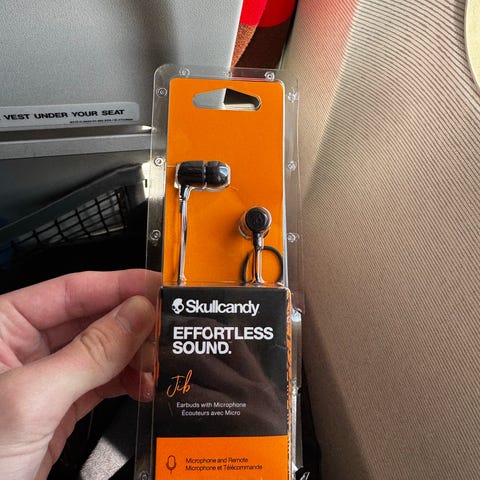 VEST UNDER YOUR SEAT
Skullcandy
EFFORTLESS
SOUND.
Jib
Earbuds with Microphone
Écouteurs avec Micro
Microphone and Remote
Microphone et Télécommande